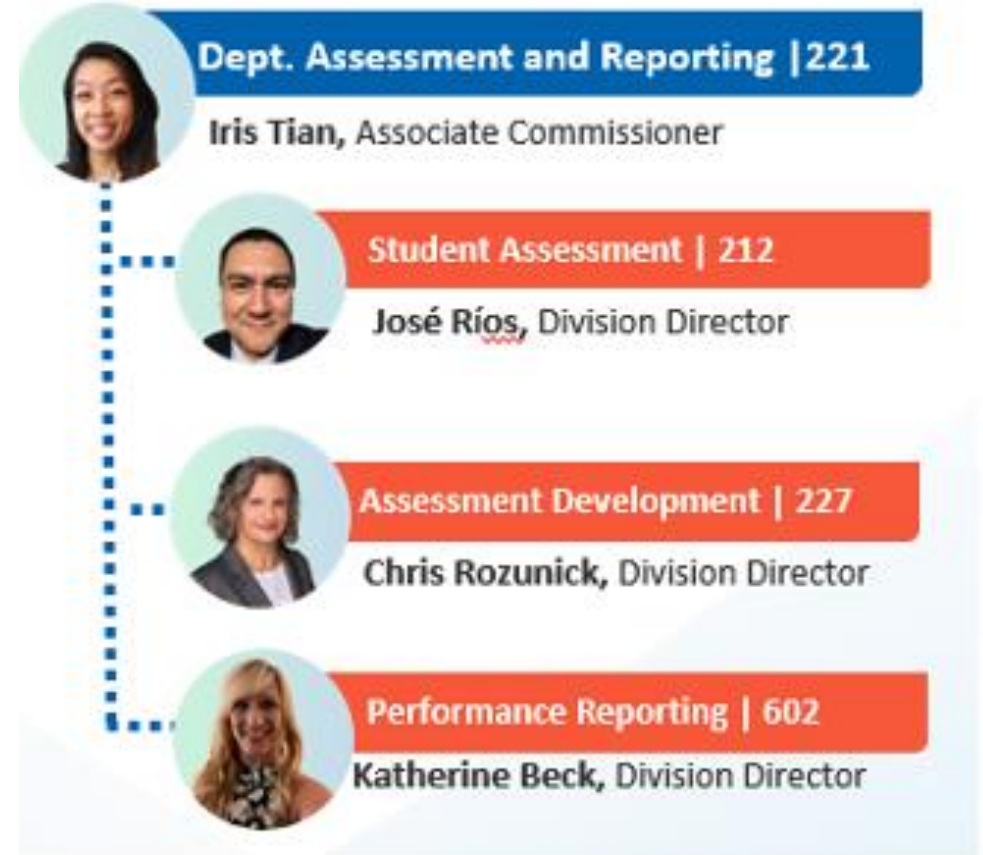 Dept. Assessment and Reporting |221
Iris Tian, Associate Commissioner
Student Assessment | 212
José Ríos, Division Director
Assessment Development | 227
Chris Rozunick, Division Director
Performance Reporting | 602
Katherine Beck, Division Director